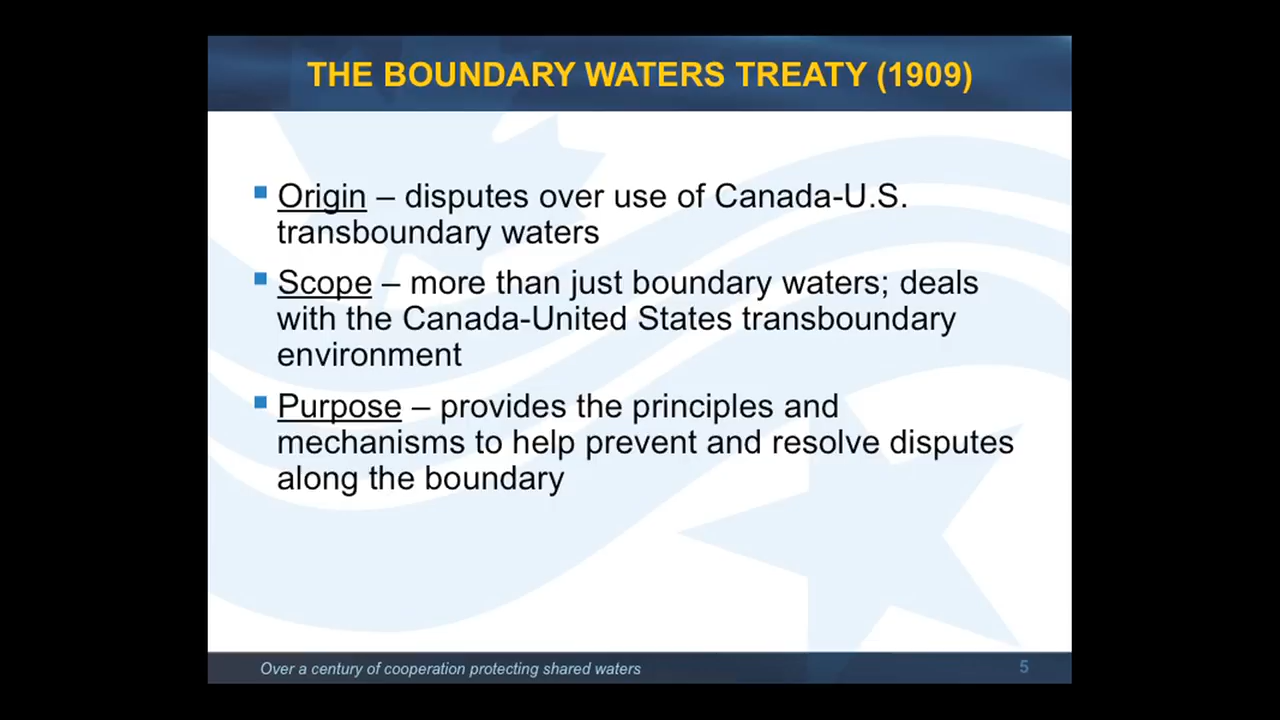 THE BOUNDARY WATERS TREATY (1909)
▪ Origin – disputes over use of Canada-U.S.
transboundary waters
▪ Scope – more than just boundary waters; deals
with the Canada-United States transboundary
environment
▪ Purpose – provides the principles and
mechanisms to help prevent and resolve disputes
along the boundary
Over a century of cooperation protecting shared waters
5